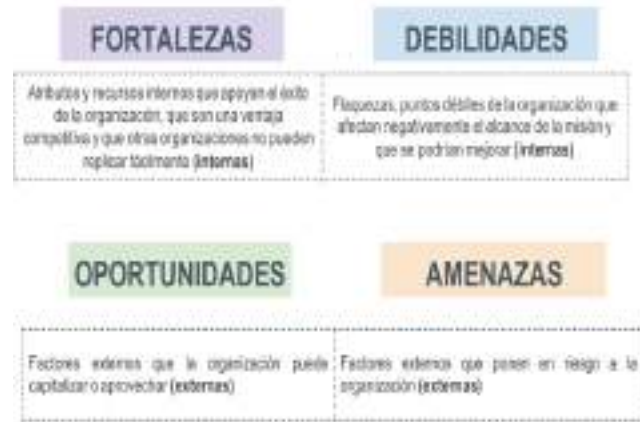 FORTALEZAS
Atributos y recursos internos que apoyan el éxito
de la organización, que son una ventaja
competitiva y que otras organizaciones no pueden
replicar fácilmente (internas)
DEBILIDADES
Flaquezas, puntos débiles de la organización que
afectan negativamente el alcance de la misión y
que se podrían mejorar (internas)
OPORTUNIDADES
Factores externos que la organización puede
capitalizar o aprovechar (externas)
AMENAZAS
Factores externos que ponen en riesgo a la
organización (externas)